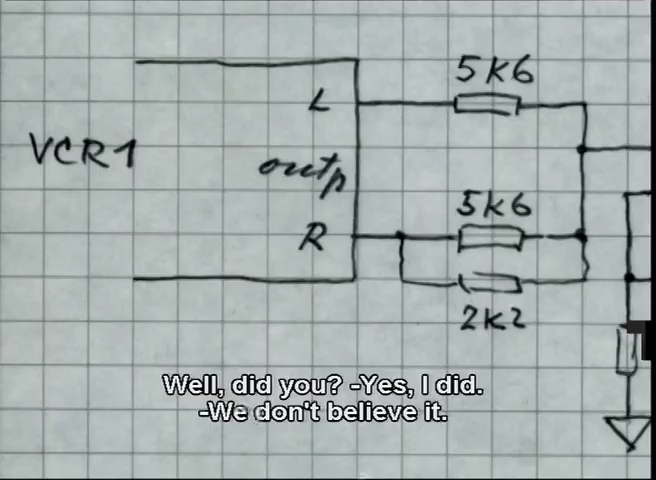 5K6
L
VCR1
outp
5K6
R
2K2
Well, did you? -Yes, I did.
-We don't believe it.